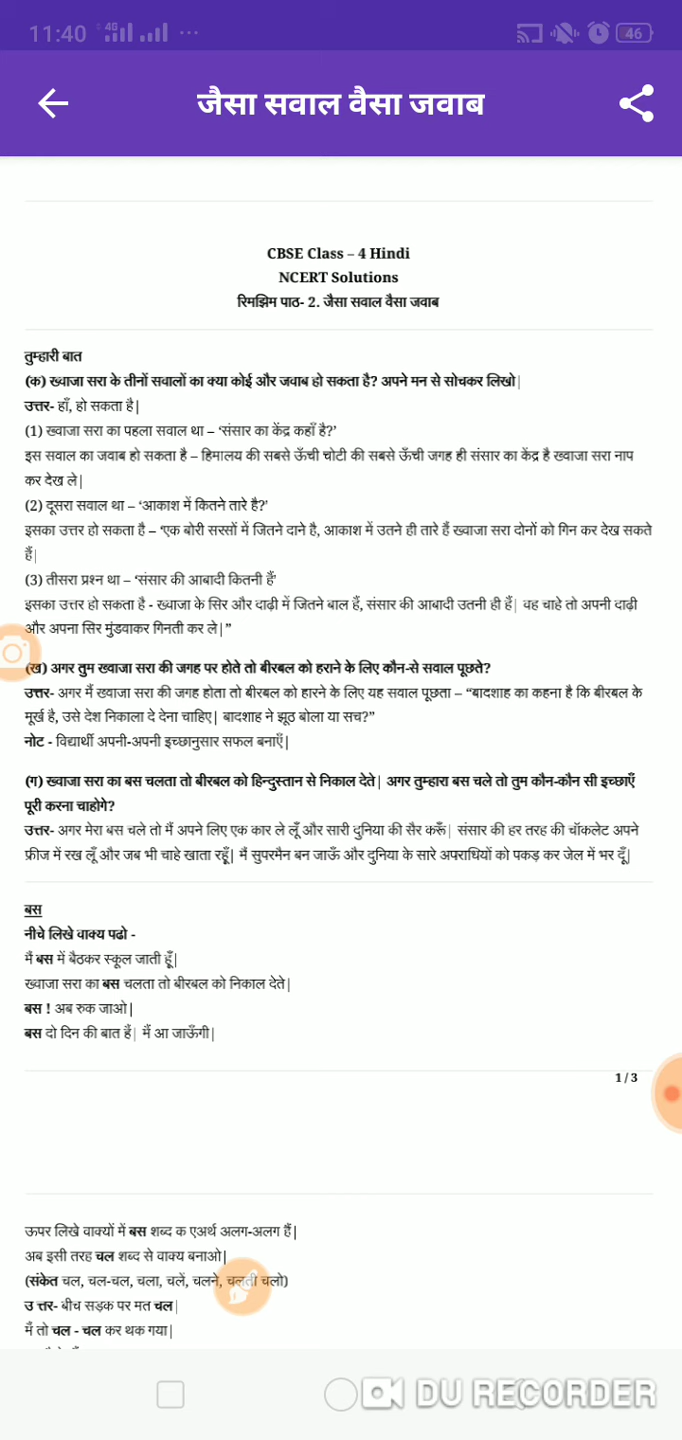 11:40
4G
46
जैसा सवाल वैसा जवाब
CBSE Class – 4 Hindi
NCERT Solutions
रिमझिम पाठ- 2. जैसा सवाल वैसा जवाब
तुम्हारी बात
(क) ख्वाजा सरा के तीनों सवालों का क्या कोई और जवाब हो सकता है? अपने मन से सोचकर लिखो|
उत्तर- हाँ, हो सकता है|
(1) ख्वाजा सरा का पहला सवाल था – ‘संसार का केंद्र कहाँ है?’
इस सवाल का जवाब हो सकता है – हिमालय की सबसे ऊँची चोटी की सबसे ऊँची जगह ही संसार का केंद्र है ख्वाजा सरा नाप
कर देख ले|
(2) दूसरा सवाल था – ‘आकाश में कितने तारे है?’
इसका उत्तर हो सकता है – ‘एक बोरी सरसों में जितने दाने है, आकाश में उतने ही तारे हैं ख्वाजा सरा दोनों को गिन कर देख सकते
हैं|
(3) तीसरा प्रश्न था – ‘संसार की आबादी कितनी हैं’
इसका उत्तर हो सकता है - ख्वाजा के सिर और दाढ़ी में जितने बाल हैं, संसार की आबादी उतनी ही हैं| वह चाहे तो अपनी दाढ़ी
और अपना सिर मुंडवाकर गिनती कर ले|”
(ख) अगर तुम ख्वाजा सरा की जगह पर होते तो बीरबल को हराने के लिए कौन-से सवाल पूछते?
उत्तर- अगर मैं ख्वाजा सरा की जगह होता तो बीरबल को हारने के लिए यह सवाल पूछता – “बादशाह का कहना है कि बीरबल के
मूर्ख है, उसे देश निकाला दे देना चाहिए| बादशाह ने झूठ बोला या सच?”
नोट - विद्यार्थी अपनी-अपनी इच्छानुसार सफल बनाएँ|
(ग) ख्वाजा सरा का बस चलता तो बीरबल को हिन्दुस्तान से निकाल देते| अगर तुम्हारा बस चले तो तुम कौन-कौन सी इच्छाएँ
पूरी करना चाहोगे?
उत्तर- अगर मेरा बस चले तो मैं अपने लिए एक कार ले लूँ और सारी दुनिया की सैर करूँ| संसार की हर तरह की चॉकलेट अपने
फ्रीज में रख लूँ और जब भी चाहे खाता रहूँ| मैं सुपरमैन बन जाऊँ और दुनिया के सारे अपराधियों को पकड़ कर जेल में भर दूँ|
बस
नीचे लिखे वाक्य पढो -
मैं बस में बैठकर स्कूल जाती हूँ|
ख्वाजा सरा का बस चलता तो बीरबल को निकाल देते|
बस ! अब रुक जाओ|
बस दो दिन की बात हैं| मैं आ जाऊँगी|
1 / 3
ऊपर लिखे वाक्यों में बस शब्द क एअर्थ अलग-अलग हैं|
अब इसी तरह चल शब्द से वाक्य बनाओ|
(संकेत चल, चल-चल, चला, चलें, चलने, चलती चलो)
उ त्तर- बीच सड़क पर मत चल|
मैं तो चल - चल कर थक गया|
DU RECORDER